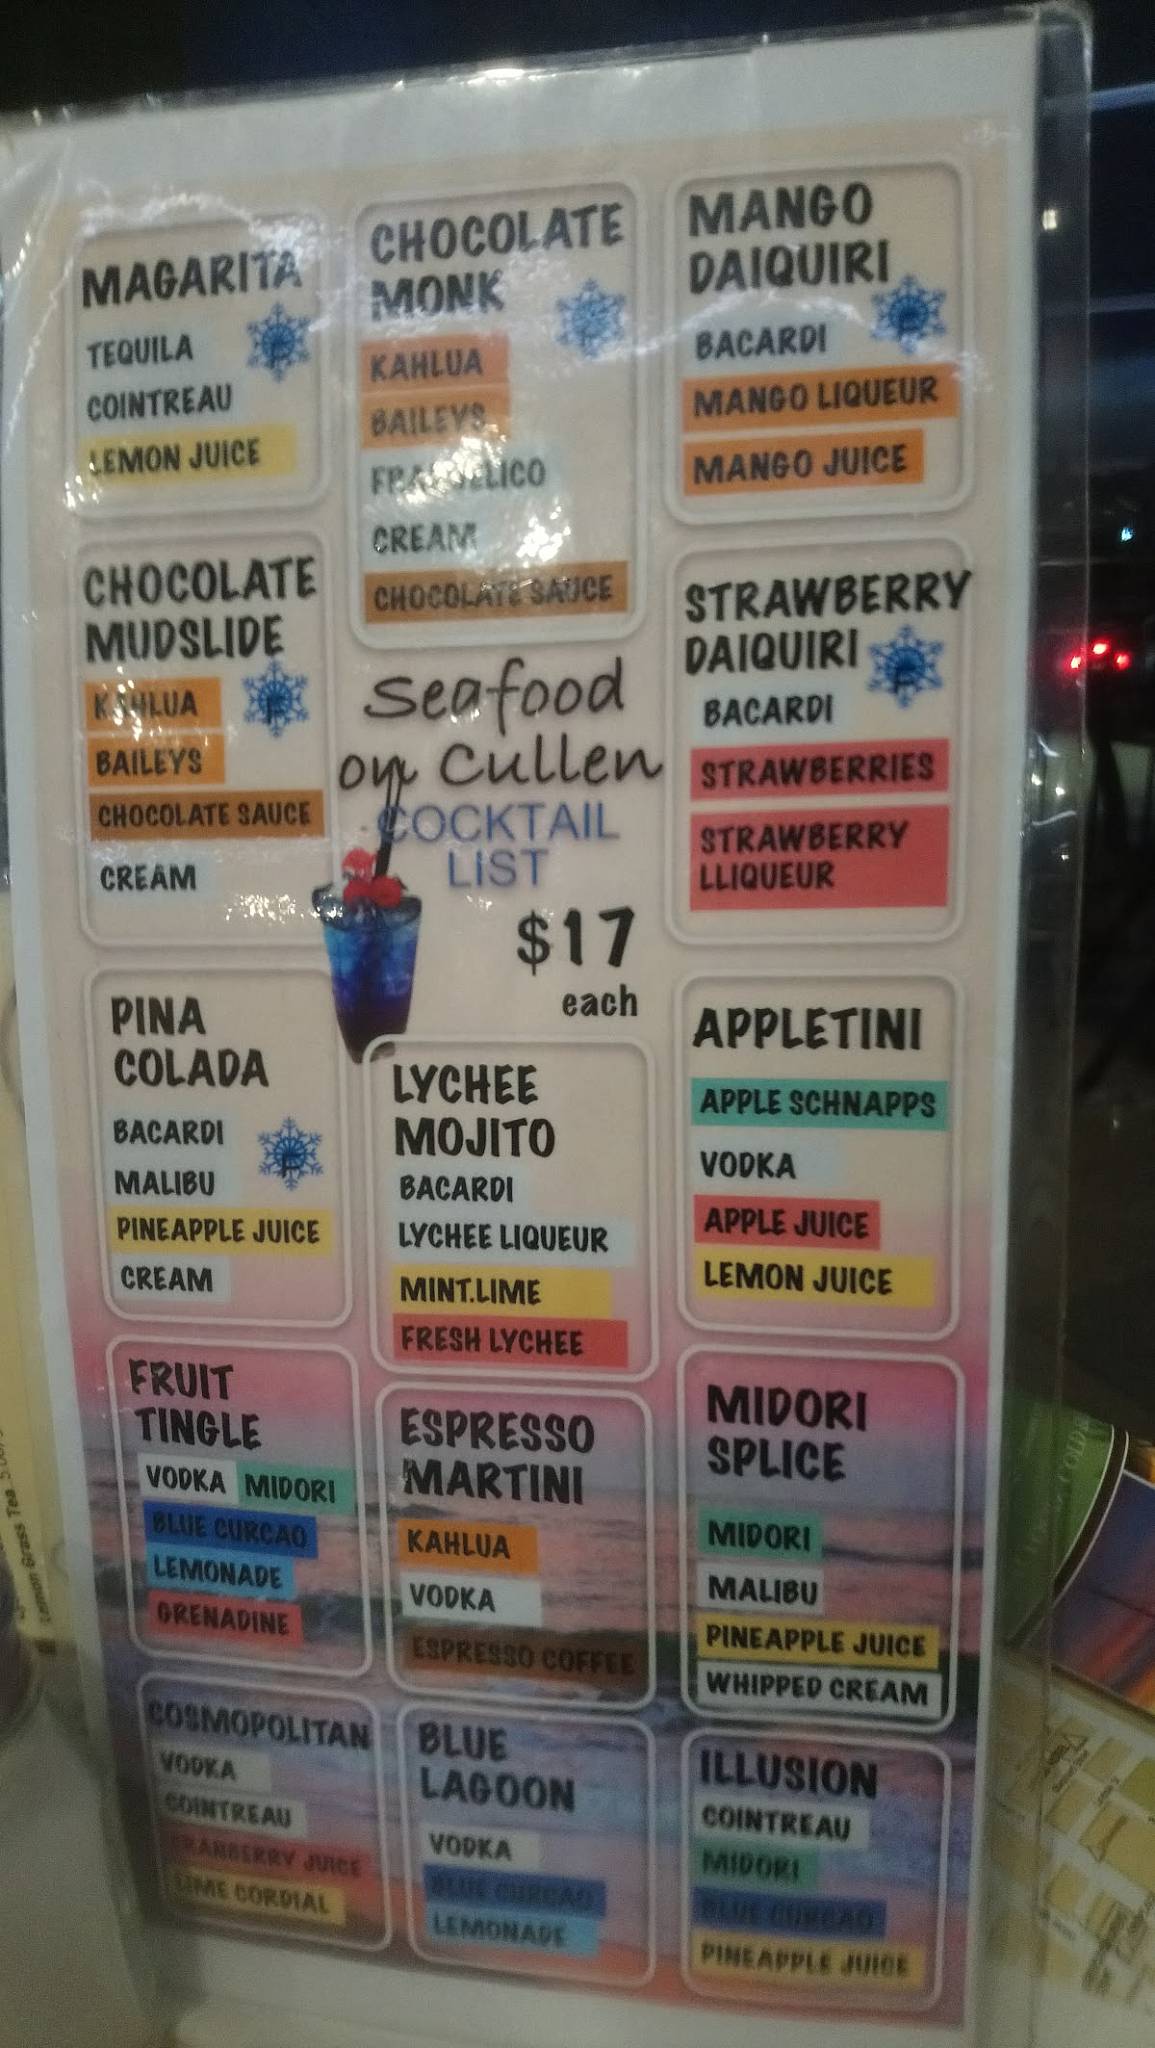 MAGARITA
TEQUILA
COINTREAU
LEMON JUICE
CHOCOLATE
MONK
KAHLUA
BAILEYS
FRANGELICO
CREAM
CHOCOLATE SAUCE
MANGO
DAIQUIRI
BACARDI
MANGO LIQUEUR
MANGO JUICE
CHOCOLATE
MUDSLIDE
KAHLUA
BAILEYS
CHOCOLATE SAUCE
CREAM
Seafood
on Cullen
COCKTAIL
LIST
$17
each
STRAWBERRY
DAIQUIRI
BACARDI
STRAWBERRIES
STRAWBERRY
LLIQUEUR
PINA
COLADA
BACARDI
MALIBU
F
PINEAPPLE JUICE
CREAM
LYCHEE
MOJITO
BACARDI
LYCHEE LIQUEUR
MINT.LIME
FRESH LYCHEE
APPLETINI
APPLE SCHNAPPS
VODKA
APPLE JUICE
LEMON JUICE
FRUIT
TINGLE
VODKA MIDORI
BLUE CURCAO
LEMONADE
GRENADINE
ESPRESSO
MARTINI
KAHLUA
VODKA
ESPRESSO COFFEE
MIDORI
SPLICE
MIDORI
MALIBU
PINEAPPLE JUICE
WHIPPED CREAM
COSMOPOLITAN
VODKA
COINTREAU
CRANBERRY JUICE
LIME CORDIAL
BLUE
LAGOON
VODKA
BLUE CURCAO
LEMONADE
ILLUSION
COINTREAU
MIDORI
BLUE CURCAO
PINEAPPLE JUICE
Lemon Grass Tea